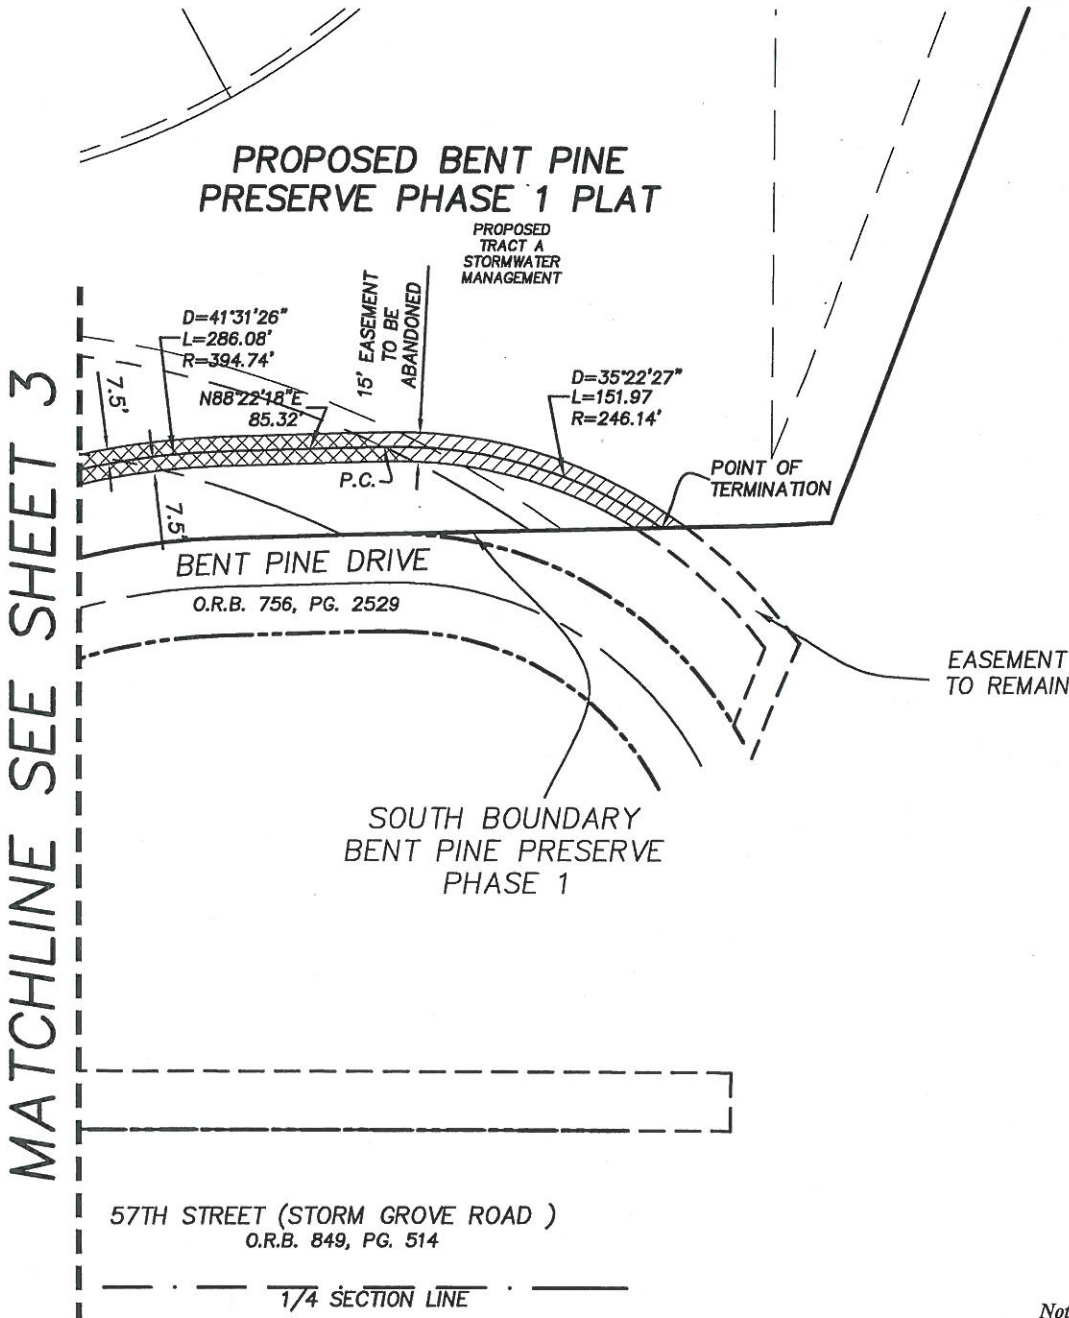 PROPOSED BENT PINE
PRESERVE PHASE 1 PLAT
PROPOSED
TRACT A
STORMWATER
MANAGEMENT
15' EASEMENT
TO BE
ABANDONED
D=41°31'26"
L=286.08'
R=394.74'
N88°22'18"E
85.32'
7.5'
7.5'
P.C.
D=35°22'27"
L=151.97
R=246.14'
POINT OF
TERMINATION
MATCHLINE SEE SHEET 3
BENT PINE DRIVE
O.R.B. 756, PG. 2529
EASEMENT
TO REMAIN
SOUTH BOUNDARY
BENT PINE PRESERVE
PHASE 1
57TH STREET (STORM GROVE ROAD )
O.R.B. 849, PG. 514
1/4 SECTION LINE
Not